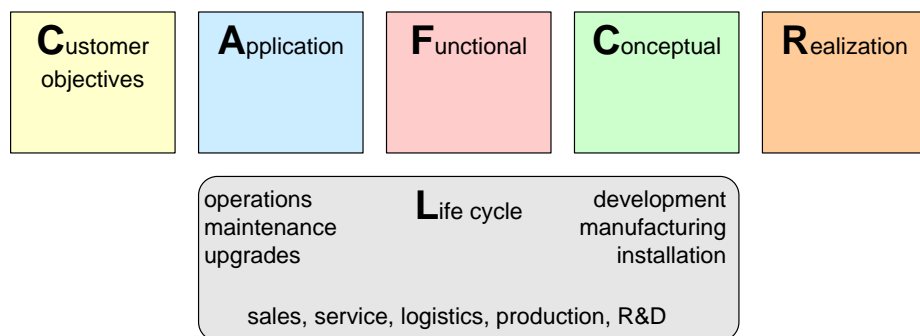 Customer
objectives
Application
Functional
Conceptual
Realization
operations
maintenance
upgrades
Life cycle
development
manufacturing
installation
sales, service, logistics, production, R&D